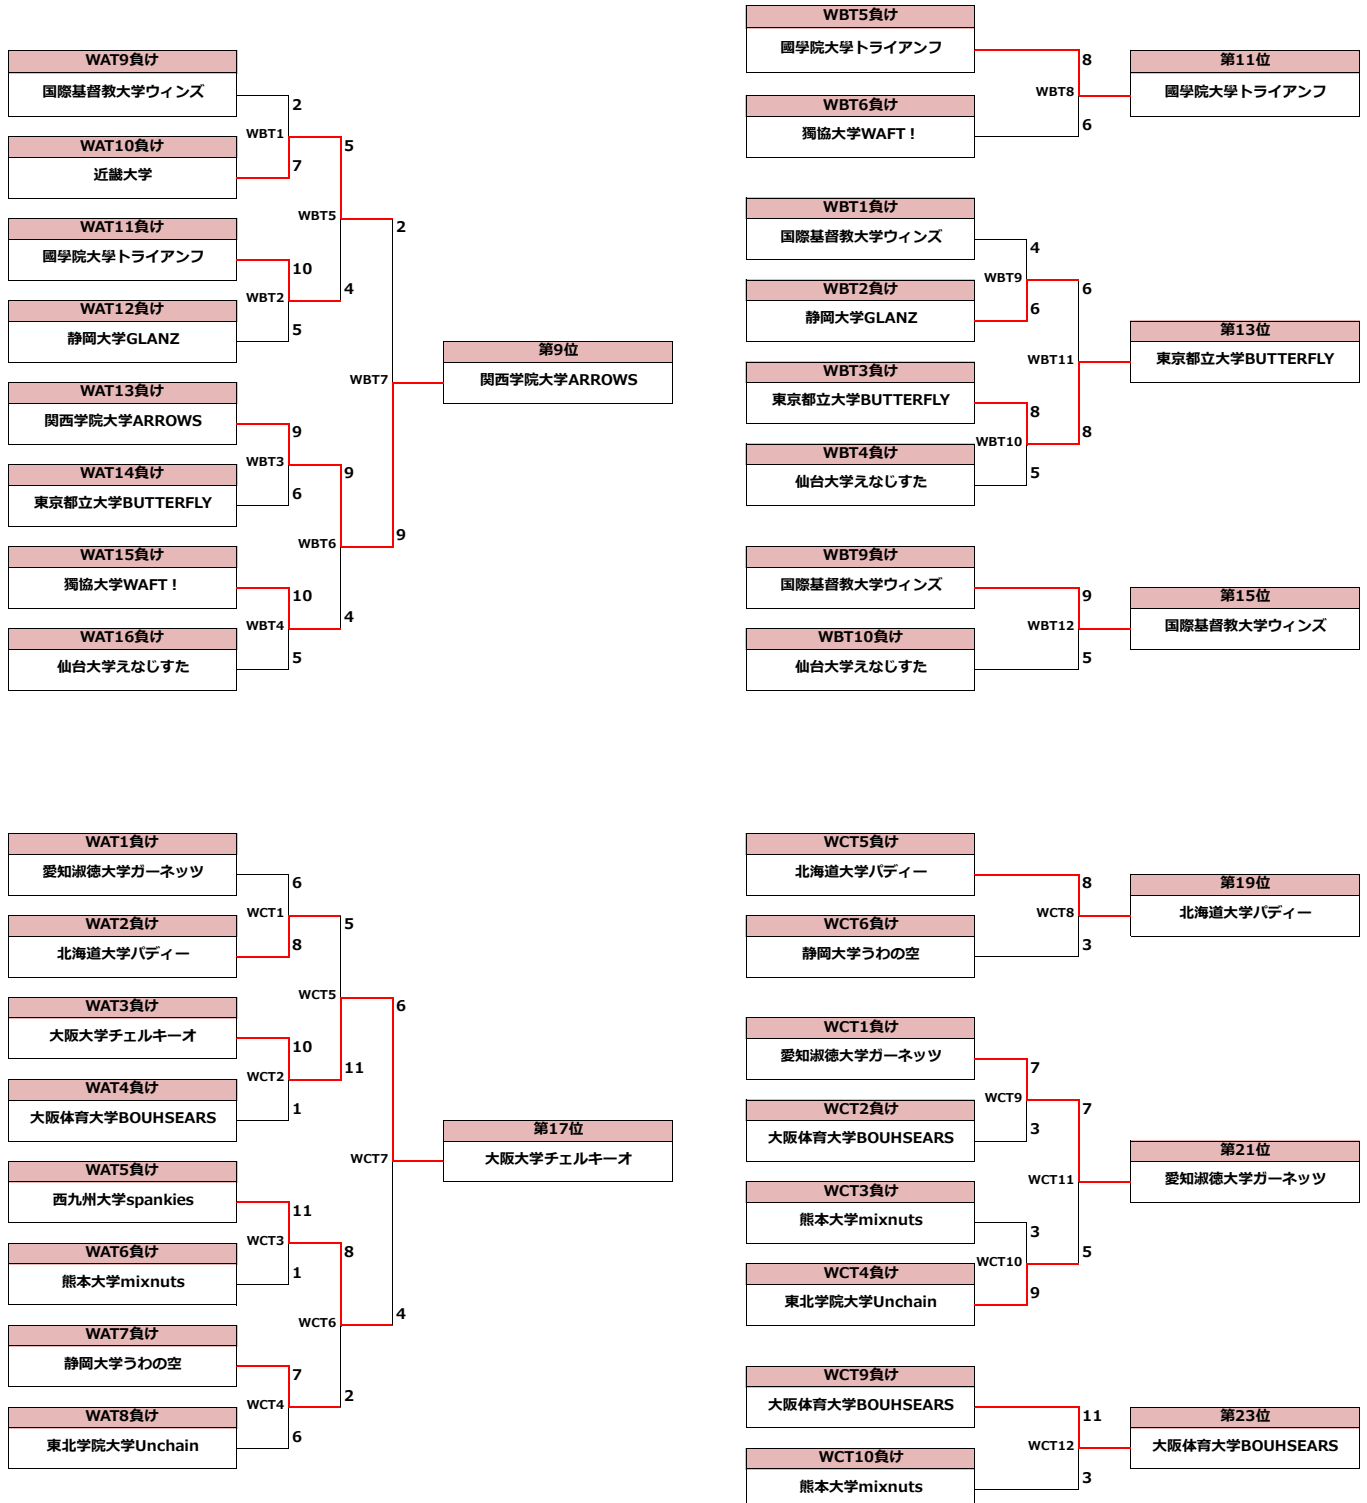 WAT9負け
国際基督教大学ウィンズ
2
WBT1
WAT10負け
近畿大学
7
5
WBT5
WAT11負け
國學院大學トライアンフ
10
WBT2
4
WAT12負け
静岡大学GLANZ
5
2
WBT7
第9位
関西学院大学ARROWS
WAT13負け
関西学院大学ARROWS
9
WBT3
9
WAT14負け
東京都立大学BUTTERFLY
6
WBT6
9
WAT15負け
獨協大学WAFT！
10
WBT4
4
WAT16負け
仙台大学えなじすた
5
WBT5負け
國學院大學トライアンフ
8
WBT8
第11位
國學院大學トライアンフ
WBT6負け
獨協大学WAFT！
6
WBT1負け
国際基督教大学ウィンズ
4
WBT9
6
WBT2負け
静岡大学GLANZ
6
WBT11
第13位
東京都立大学BUTTERFLY
WBT3負け
東京都立大学BUTTERFLY
8
WBT10
8
WBT4負け
仙台大学えなじすた
5
WBT9負け
国際基督教大学ウィンズ
9
WBT12
第15位
国際基督教大学ウィンズ
WBT10負け
仙台大学えなじすた
5
WAT1負け
愛知淑徳大学ガーネッツ
6
WCT1
5
WAT2負け
北海道大学パディー
8
WCT5
6
WAT3負け
大阪大学チェルキーオ
10
WCT2
11
WAT4負け
大阪体育大学BOUHSEARS
1
WCT7
第17位
大阪大学チェルキーオ
WAT5負け
西九州大学spankies
11
WCT3
8
WAT6負け
熊本大学mixnuts
1
WCT6
4
WAT7負け
静岡大学うわの空
7
WCT4
2
WAT8負け
東北学院大学Unchain
6
WCT5負け
北海道大学パディー
8
WCT8
第19位
北海道大学パディー
WCT6負け
静岡大学うわの空
3
WCT1負け
愛知淑徳大学ガーネッツ
7
WCT9
7
WCT2負け
大阪体育大学BOUHSEARS
3
WCT11
第21位
愛知淑徳大学ガーネッツ
WCT3負け
熊本大学mixnuts
3
WCT10
5
WCT4負け
東北学院大学Unchain
9
WCT9負け
大阪体育大学BOUHSEARS
11
WCT12
第23位
大阪体育大学BOUHSEARS
WCT10負け
熊本大学mixnuts
3